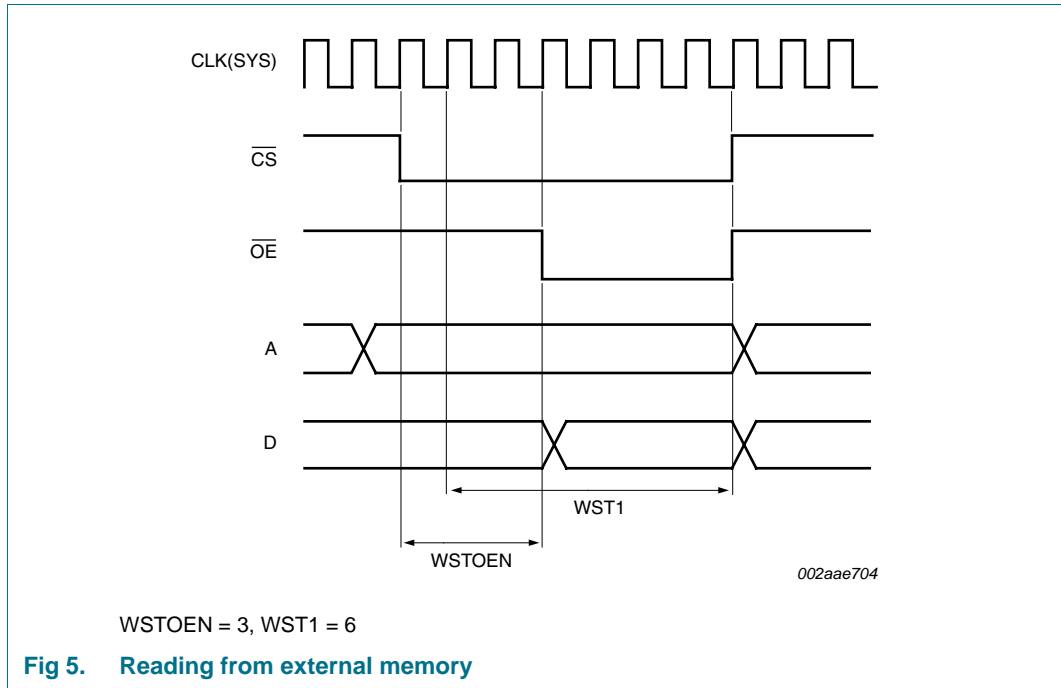 CLK(SYS)
CS
OE
A
D
WST1
WSTOEN
002aae704
WSTOEN = 3, WST1 = 6
Fig 5. Reading from external memory